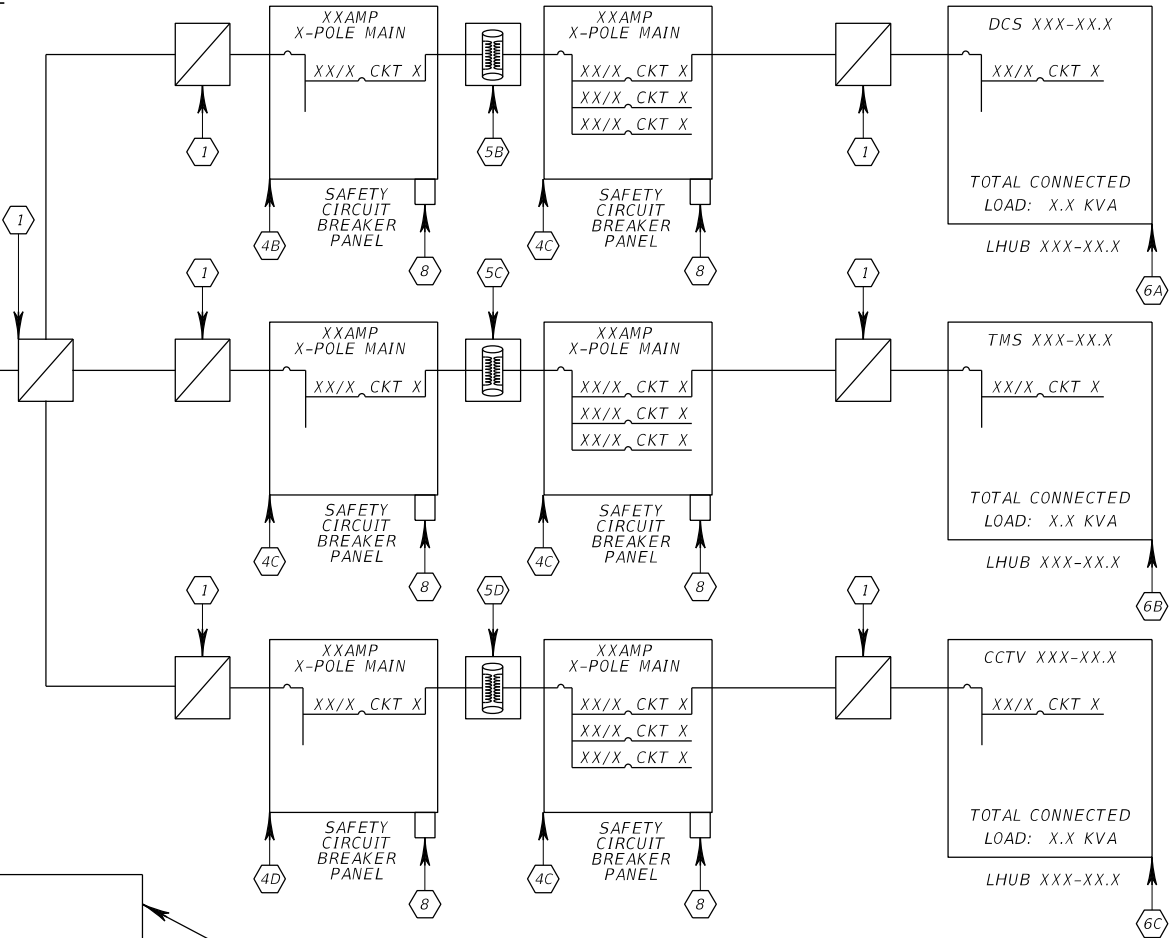 XXAMP
X-POLE MAIN
XX/X CKT X
1
4B
SAFETY
CIRCUIT
BREAKER
PANEL
8
5B
XXAMP
X-POLE MAIN
XX/X CKT X
XX/X CKT X
XX/X CKT X
4C
SAFETY
CIRCUIT
BREAKER
PANEL
8
1
DCS XXX-XX.X
XX/X CKT X
TOTAL CONNECTED
LOAD: X.X KVA
LHUB XXX-XX.X
6A
1
1
XXAMP
X-POLE MAIN
XX/X CKT X
4C
SAFETY
CIRCUIT
BREAKER
PANEL
8
5C
XXAMP
X-POLE MAIN
XX/X CKT X
XX/X CKT X
XX/X CKT X
4C
SAFETY
CIRCUIT
BREAKER
PANEL
8
1
TMS XXX-XX.X
XX/X CKT X
TOTAL CONNECTED
LOAD: X.X KVA
LHUB XXX-XX.X
6B
1
XXAMP
X-POLE MAIN
XX/X CKT X
4D
SAFETY
CIRCUIT
BREAKER
PANEL
8
5D
XXAMP
X-POLE MAIN
XX/X CKT X
XX/X CKT X
XX/X CKT X
4C
SAFETY
CIRCUIT
BREAKER
PANEL
8
1
CCTV XXX-XX.X
XX/X CKT X
TOTAL CONNECTED
LOAD: X.X KVA
LHUB XXX-XX.X
6C